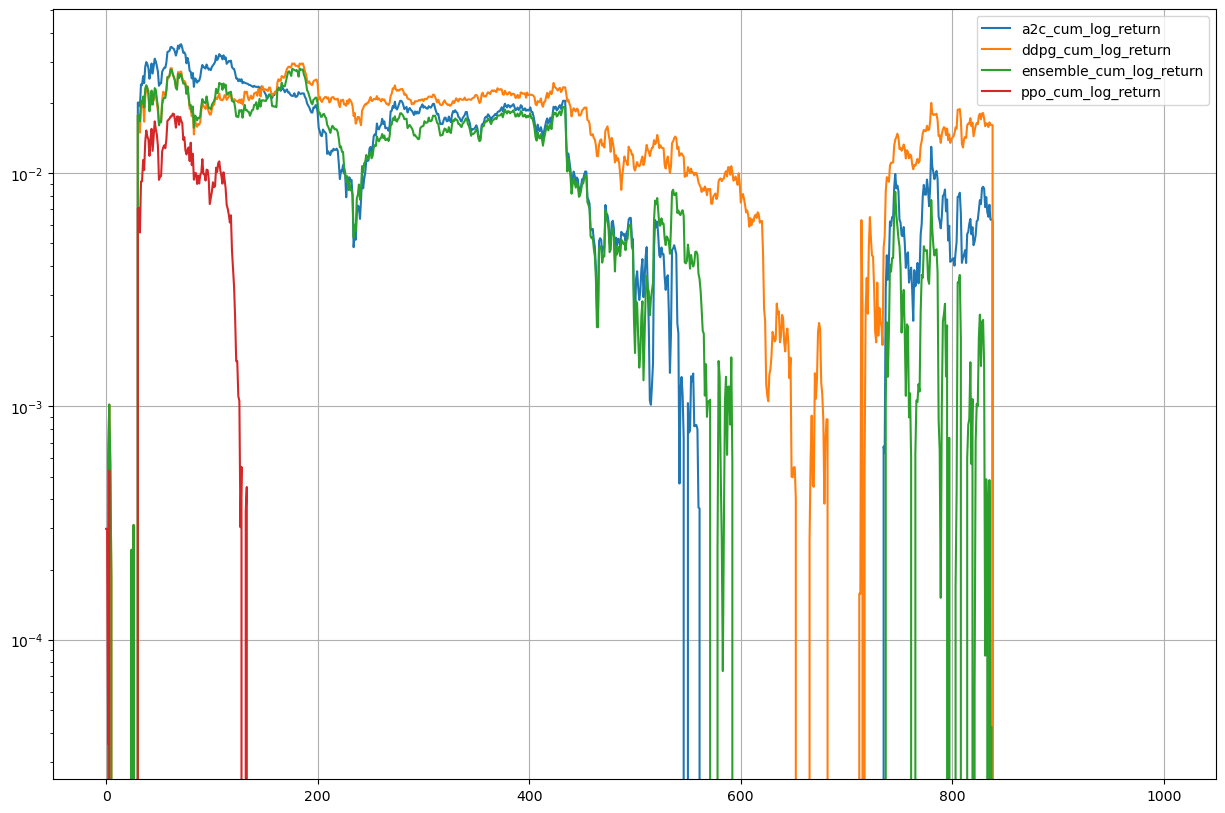 a2c_cum_log_return
ddpg_cum_log_return
ensemble_cum_log_return
ppo_cum_log_return
10⁻²
10⁻³
10⁻⁴
0 200 400 600 800 1000